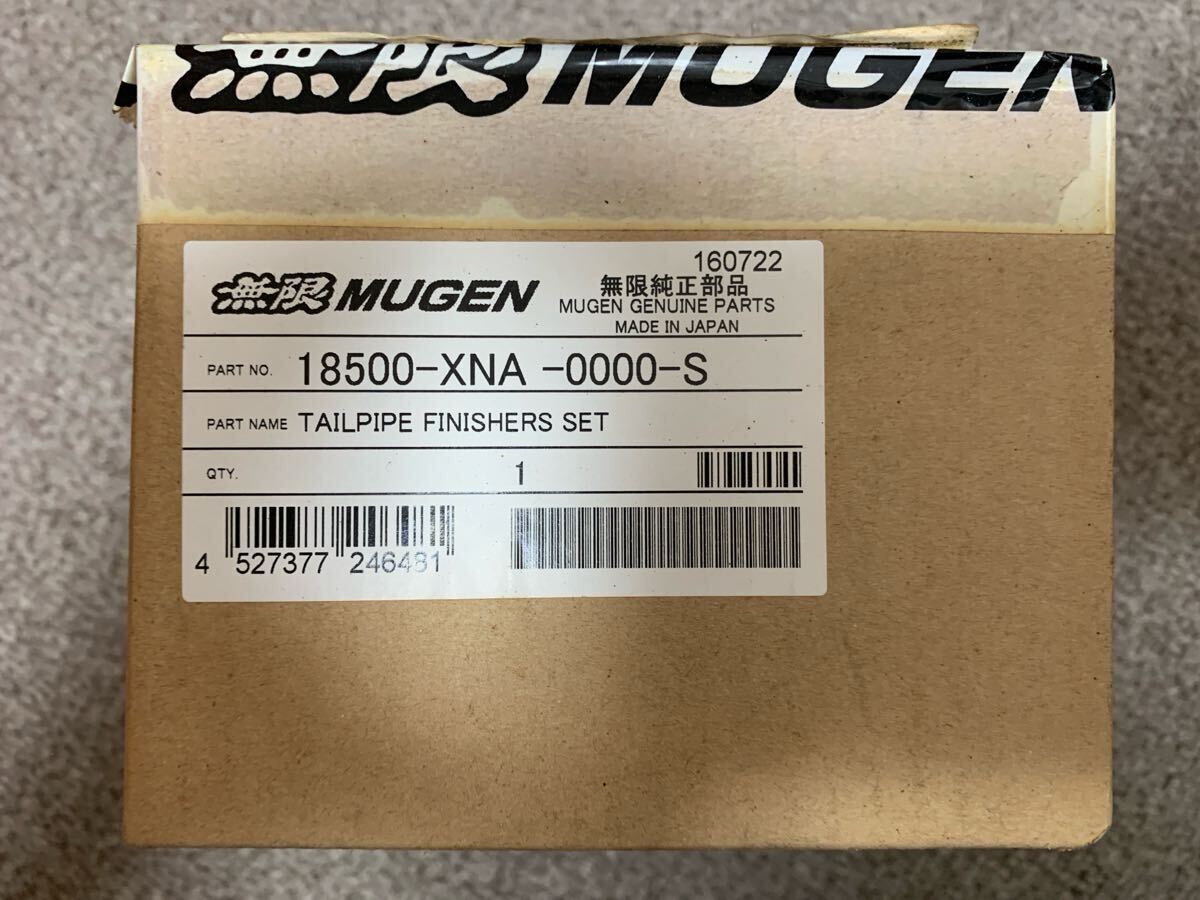 無限 MUGEN
160722
無限 MUGEN
無限純正部品
MUGEN GENUINE PARTS
MADE IN JAPAN
PART NO. 18500-XNA -0000-S
PART NAME TAILPIPE FINISHERS SET
QTY. 1
4 527377 246481